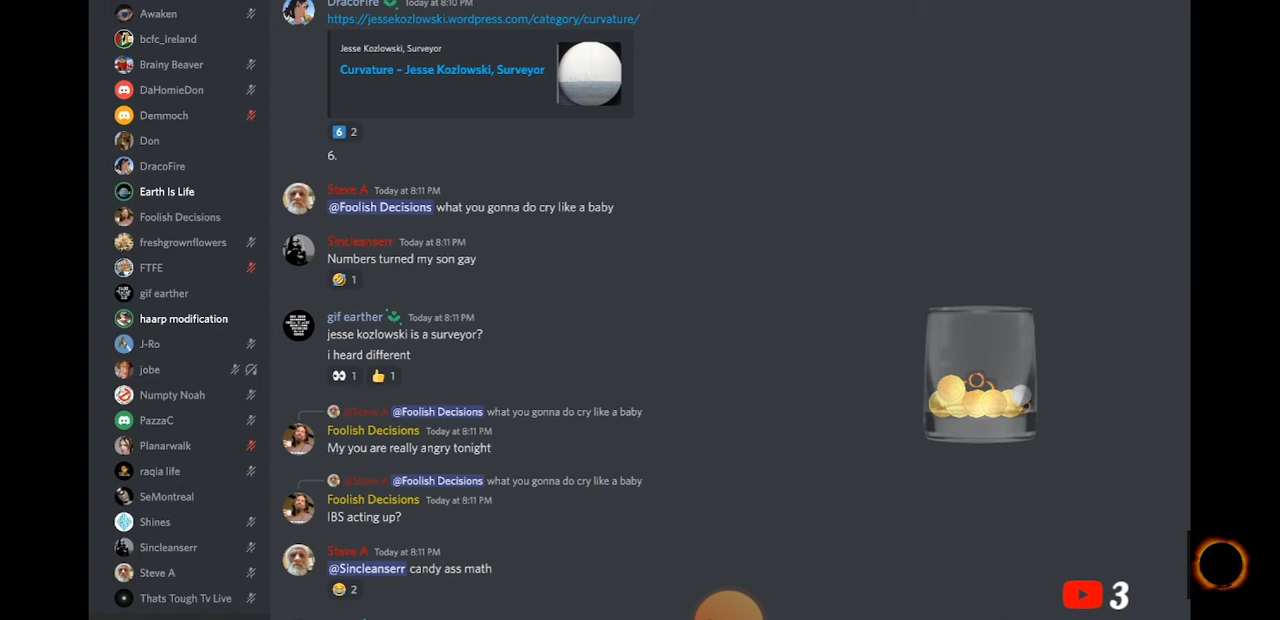 Awaken
bcfc_ireland
Brainy Beaver
DaHomieDon
Demmoch
Don
DracoFire
Earth Is Life
Foolish Decisions
freshgrownflowers
FTFE
gif earther
haarp modification
J-Ro
jobe
Numpty Noah
PazzaC
Planarwalk
raqia life
SeMontreal
Shines
Sincleanserr
Steve A
Thats Tough Tv Live
DracoFire Today at 8:10 PM
https://jessekozlowski.wordpress.com/category/curvature/
Jesse Kozlowski, Surveyor
Curvature – Jesse Kozlowski, Surveyor
6 2
6.
Steve A Today at 8:11 PM
@Foolish Decisions what you gonna do cry like a baby
Sincleanserr Today at 8:11 PM
Numbers turned my son gay
1
gif earther Today at 8:11 PM
jesse kozlowski is a surveyor?
i heard different
1 1
@Steve A @Foolish Decisions what you gonna do cry like a baby
Foolish Decisions Today at 8:11 PM
My you are really angry tonight
@Steve A @Foolish Decisions what you gonna do cry like a baby
Foolish Decisions Today at 8:11 PM
IBS acting up?
Steve A Today at 8:11 PM
@Sincleanserr candy ass math
2
3